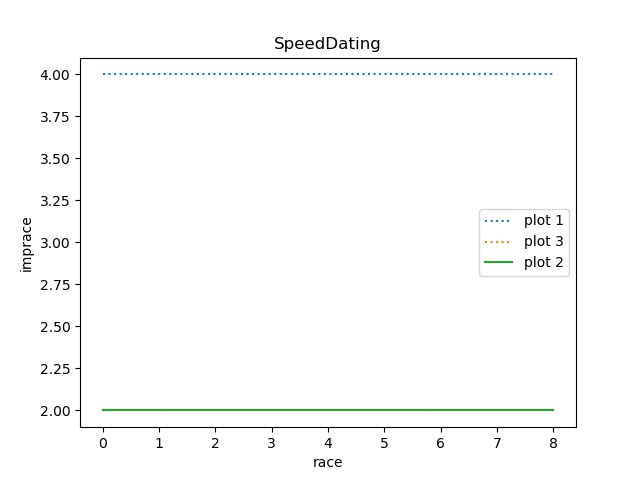 SpeedDating
4.00
3.75
3.50
3.25
3.00
2.75
2.50
2.25
2.00
imprace
plot 1
plot 3
plot 2
0 1 2 3 4 5 6 7 8
race